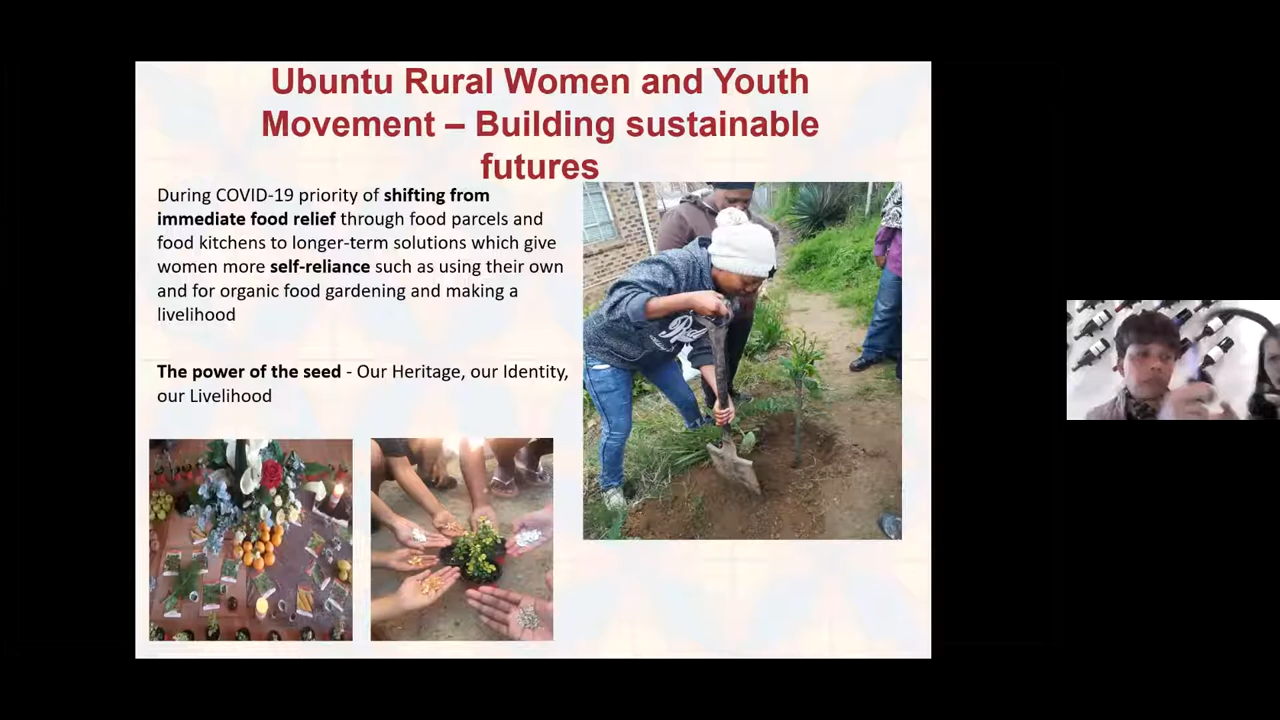 Ubuntu Rural Women and Youth
Movement – Building sustainable
futures
During COVID-19 priority of shifting from
immediate food relief through food parcels and
food kitchens to longer-term solutions which give
women more self-reliance such as using their own
and for organic food gardening and making a
livelihood
The power of the seed - Our Heritage, our Identity,
our Livelihood